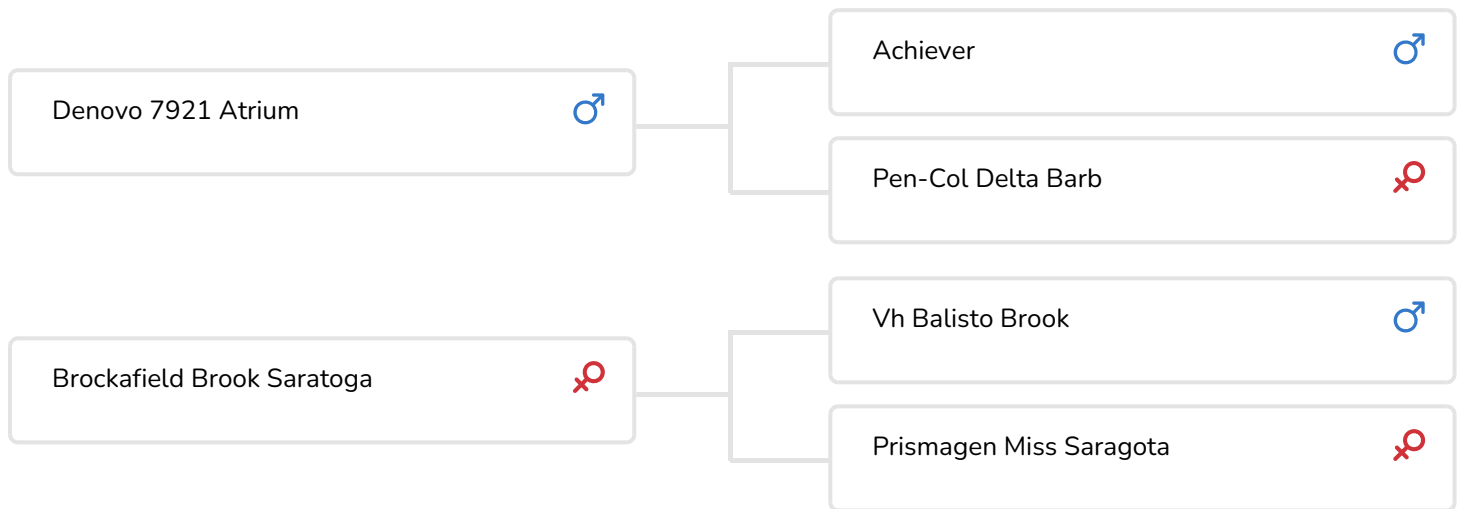 Achiever
Denovo 7921 Atrium
Pen-Col Delta Barb
Vh Balisto Brook
Brockafield Brook Saratoga
Prismagen Miss Saragota